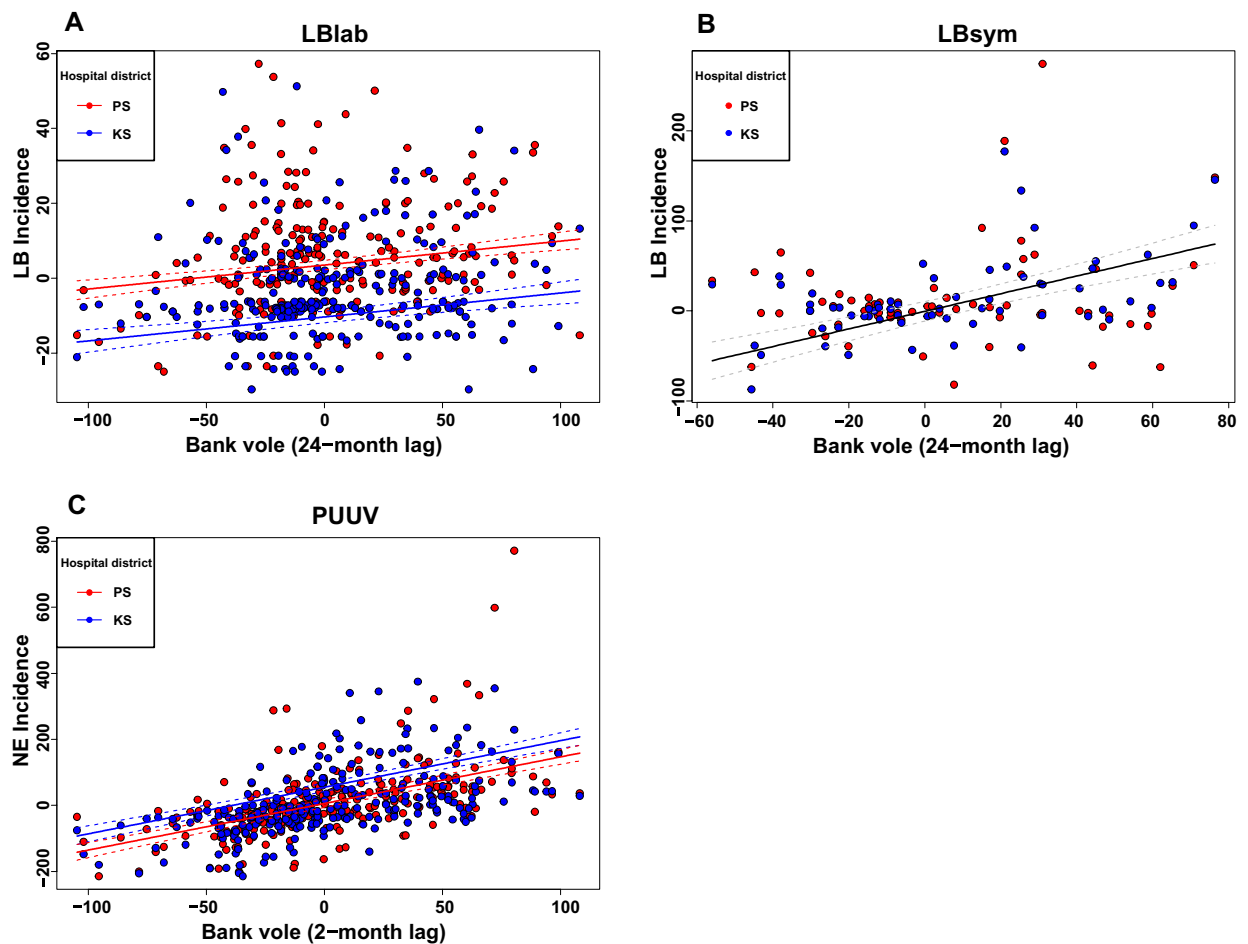 A
LBlab
Hospital district
PS
KS
LB Incidence
60
40
20
0
−20
−100
−50
0
50
100
Bank vole (24−month lag)
B
LBsym
Hospital district
PS
KS
LB Incidence
200
100
0
−100
−60
−40
−20
0
20
40
60
80
Bank vole (24−month lag)
C
PUUV
Hospital district
PS
KS
NE Incidence
800
600
400
200
0
−200
−100
−50
0
50
100
Bank vole (2−month lag)